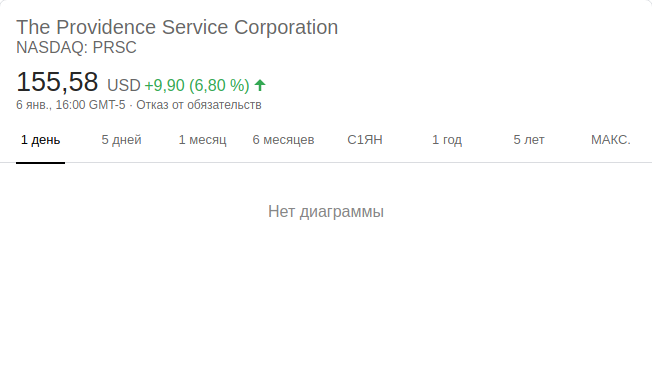 The Providence Service Corporation
NASDAQ: PRSC
155,58 USD +9,90 (6,80 %)
6 янв., 16:00 GMT-5 · Отказ от обязательств
1 день 5 дней 1 месяц 6 месяцев С1ЯН 1 год 5 лет МАКС.
Нет диаграммы